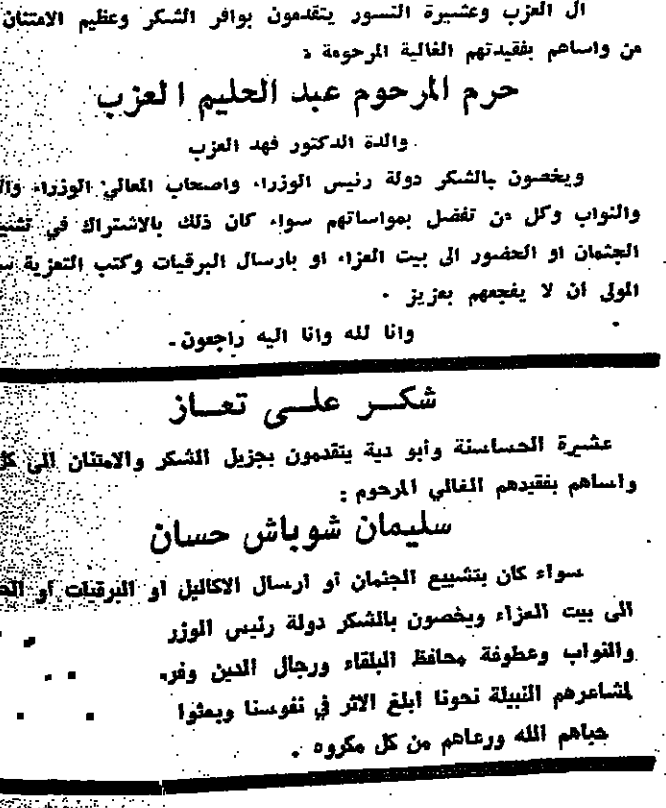 ال العزب وعشيرة النسور يتقدمون بوافر الشكر وعظيم الامتنان
من واساهم بفقيدتهم الغالية المرحومة :
حرم المرحوم عبد الحليم العزب
والدة الدكتور فهد العزب
ويخصون بالشكر دولة رئيس الوزراء واصحاب المعالي الوزراء
والنواب وكل من تفضل بمواساتهم سواء كان ذلك بالاشتراك في
الجثمان او الحضور الى بيت العزاء او بارسال البرقيات وكتب التعزية
المولى ان لا يفجعهم بعزيز .
وانا لله وانا اليه راجعون.
شكر على تعاز
عشيرة الحساسنة وأبو دية يتقدمون بجزيل الشكر والامتنان الى كل
واساهم بفقيدهم الغالي المرحوم :
سليمان شوباش حسان
سواء كان بتشييع الجثمان أو ارسال الاكاليل او البرقيات أو
الى بيت العزاء ويخصون بالشكر دولة رئيس
والنواب وعطوفة محافظ البلقاء ورجال الدين
لمشاعرهم النبيلة نحونا ابلغ الاثر في نفوسنا وبعثوا
حباهم الله ورعاهم من كل مكروه .